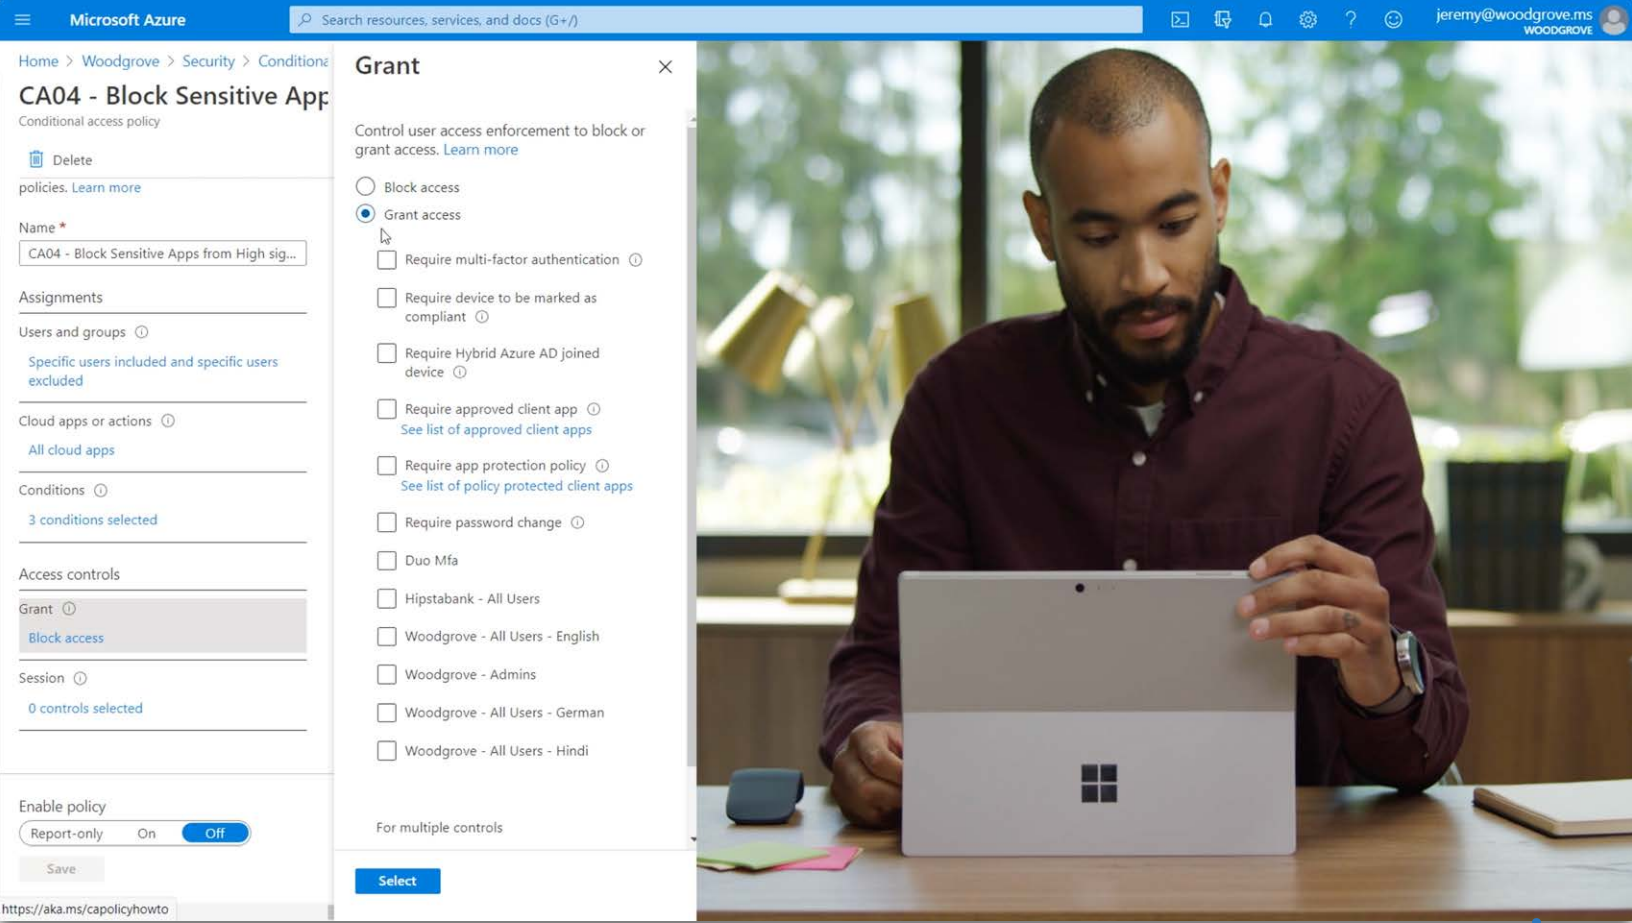 Microsoft Azure
Search resources, services, and docs (G+/)
jeremy@woodgrove.ms
WOODGROVE
Home > Woodgrove > Security > Conditiona
CA04 - Block Sensitive App
Conditional access policy
Delete
policies. Learn more
Name *
CA04 - Block Sensitive Apps from High sig...
Assignments
Users and groups
Specific users included and specific users
excluded
Cloud apps or actions
All cloud apps
Conditions
3 conditions selected
Access controls
Grant
Block access
Session
0 controls selected
Enable policy
Report-only On Off
Save
https://aka.ms/capolicyhowto
Grant
Control user access enforcement to block or
grant access. Learn more
Block access
Grant access
Require multi-factor authentication
Require device to be marked as
compliant
Require Hybrid Azure AD joined
device
Require approved client app
See list of approved client apps
Require app protection policy
See list of policy protected client apps
Require password change
Duo Mfa
Hipstabank - All Users
Woodgrove - All Users - English
Woodgrove - Admins
Woodgrove - All Users - German
Woodgrove - All Users - Hindi
For multiple controls
Select